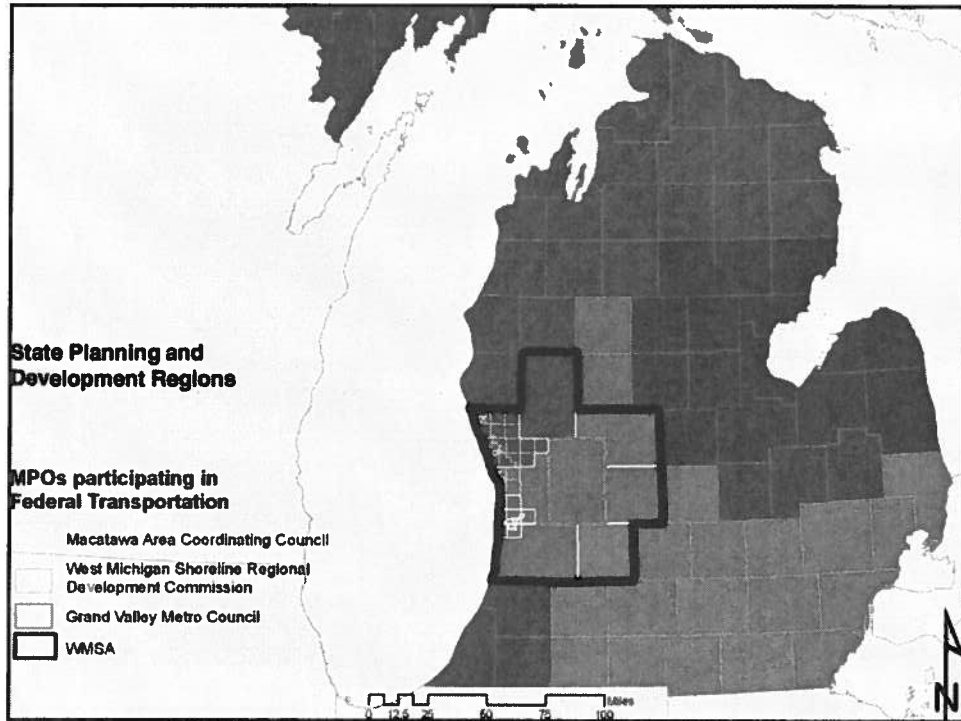 State Planning and
Development Regions
MPOs participating in
Federal Transportation
Macatawa Area Coordinating Council
West Michigan Shoreline Regional
Development Commission
Grand Valley Metro Council
WMSA
Miles
0 12.5 25 50 75 100
N